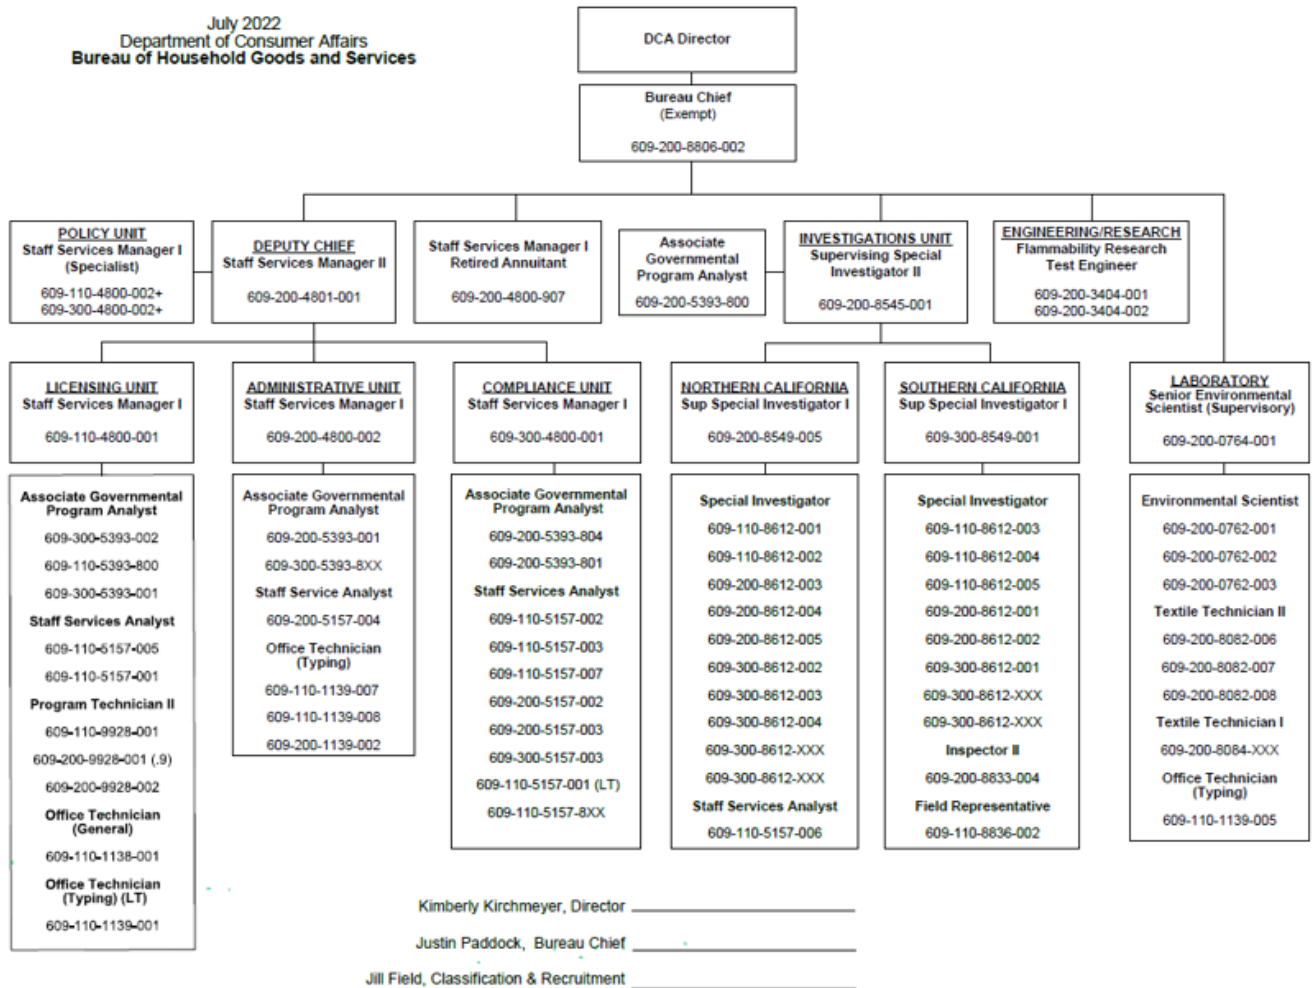 July 2022
Department of Consumer Affairs
Bureau of Household Goods and Services
DCA Director
Bureau Chief
(Exempt)
609-200-8806-002
POLICY UNIT
Staff Services Manager I
(Specialist)
609-110-4800-002+
609-300-4800-002+
DEPUTY CHIEF
Staff Services Manager II
609-200-4801-001
Staff Services Manager I
Retired Annuitant
609-200-4800-907
Associate
Governmental
Program Analyst
609-200-5393-800
INVESTIGATIONS UNIT
Supervising Special
Investigator II
609-200-8545-001
ENGINEERING/RESEARCH
Flammability Research
Test Engineer
609-200-3404-001
609-200-3404-002
LICENSING UNIT
Staff Services Manager I
609-110-4800-001
ADMINISTRATIVE UNIT
Staff Services Manager I
609-200-4800-002
COMPLIANCE UNIT
Staff Services Manager I
609-300-4800-001
NORTHERN CALIFORNIA
Sup Special Investigator I
609-200-8549-005
SOUTHERN CALIFORNIA
Sup Special Investigator I
609-300-8549-001
LABORATORY
Senior Environmental
Scientist (Supervisory)
609-200-0764-001
Associate Governmental
Program Analyst
609-300-5393-002
609-110-5393-800
609-300-5393-001
Staff Services Analyst
609-110-5157-005
609-110-5157-001
Program Technician II
609-110-9928-001
609-200-9928-001 (.9)
609-200-9928-002
Office Technician
(General)
609-110-1138-001
Office Technician
(Typing) (LT)
609-110-1139-001
Associate Governmental
Program Analyst
609-200-5393-001
609-300-5393-8XX
Staff Service Analyst
609-200-5157-004
Office Technician
(Typing)
609-110-1139-007
609-110-1139-008
609-200-1139-002
Associate Governmental
Program Analyst
609-200-5393-804
609-200-5393-801
Staff Services Analyst
609-110-5157-002
609-110-5157-003
609-110-5157-007
609-200-5157-002
609-200-5157-003
609-300-5157-003
609-110-5157-001 (LT)
609-110-5157-8XX
Special Investigator
609-110-8612-001
609-110-8612-002
609-200-8612-003
609-200-8612-004
609-200-8612-005
609-300-8612-002
609-300-8612-003
609-300-8612-004
609-300-8612-XXX
609-300-8612-XXX
Staff Services Analyst
609-110-5157-006
Special Investigator
609-110-8612-003
609-110-8612-004
609-110-8612-005
609-200-8612-001
609-200-8612-002
609-300-8612-001
609-300-8612-XXX
609-300-8612-XXX
Inspector II
609-200-8833-004
Field Representative
609-110-8836-002
Environmental Scientist
609-200-0762-001
609-200-0762-002
609-200-0762-003
Textile Technician II
609-200-8082-006
609-200-8082-007
609-200-8082-008
Textile Technician I
609-200-8084-XXX
Office Technician
(Typing)
609-110-1139-005
Kimberly Kirchmeyer, Director
Justin Paddock, Bureau Chief
Jill Field, Classification & Recruitment